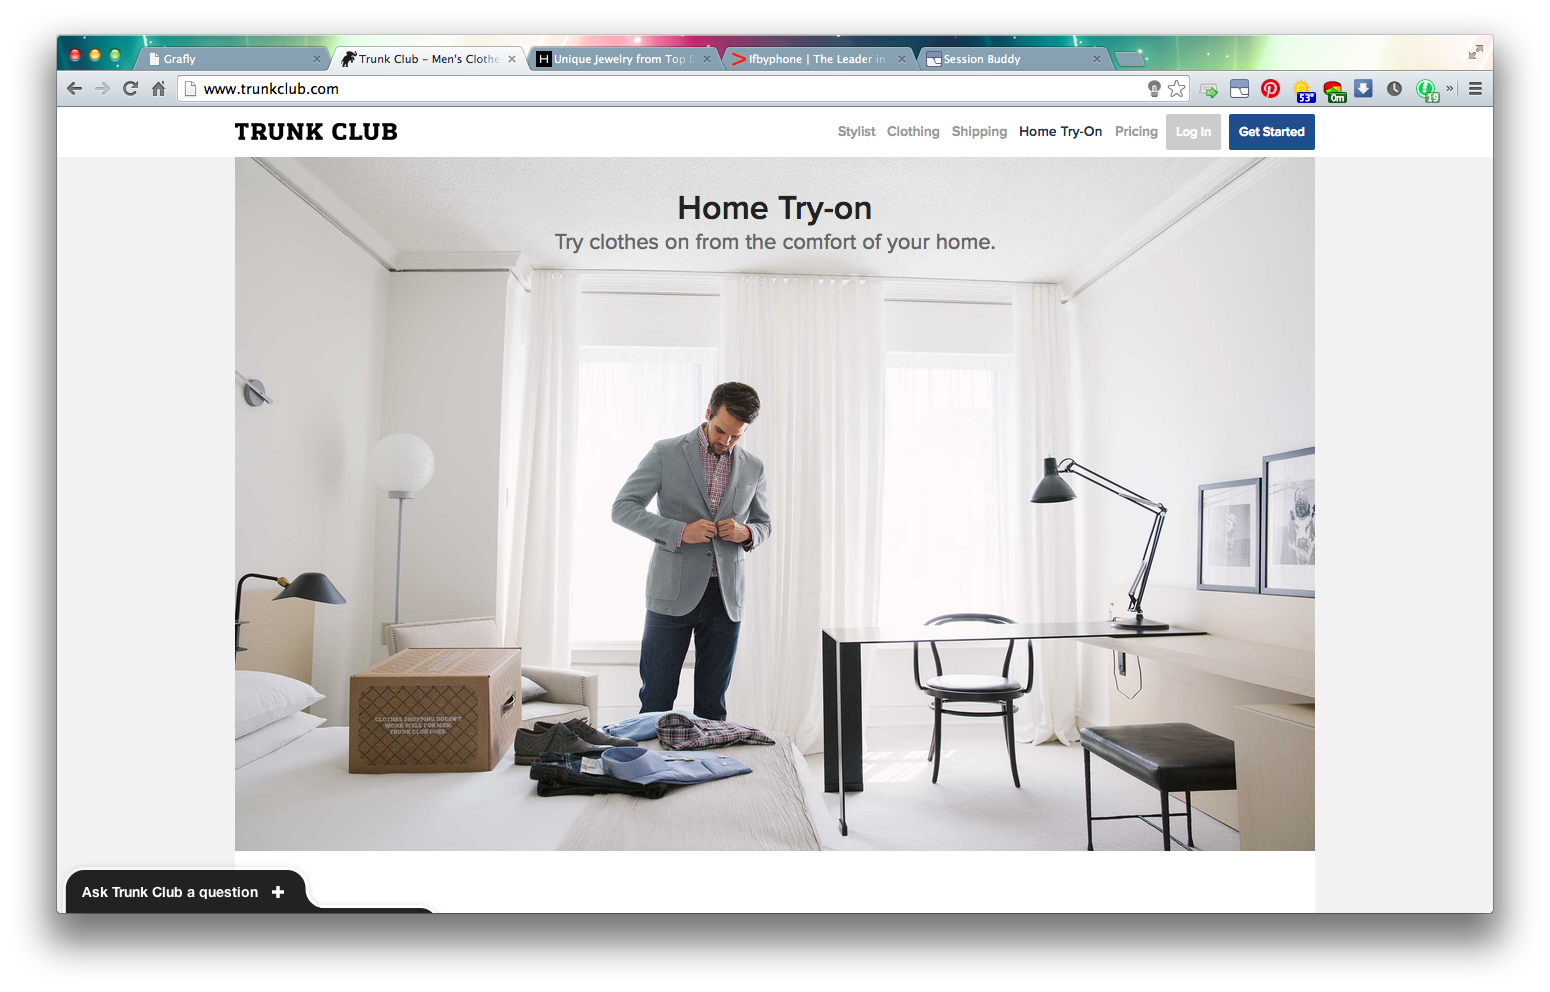 Grafly
Trunk Club – Men's Clothe
Unique Jewelry from Top D
Ifbyphone | The Leader in
Session Buddy
www.trunkclub.com
53°
0m
19
TRUNK CLUB
Stylist
Clothing
Shipping
Home Try-On
Pricing
Log In
Get Started
Home Try-on
Try clothes on from the comfort of your home.
CLOTHES SHOPPING DOESN'T
WORK WELL FOR MEN.
TRUNK CLUB DOES.
Ask Trunk Club a question +